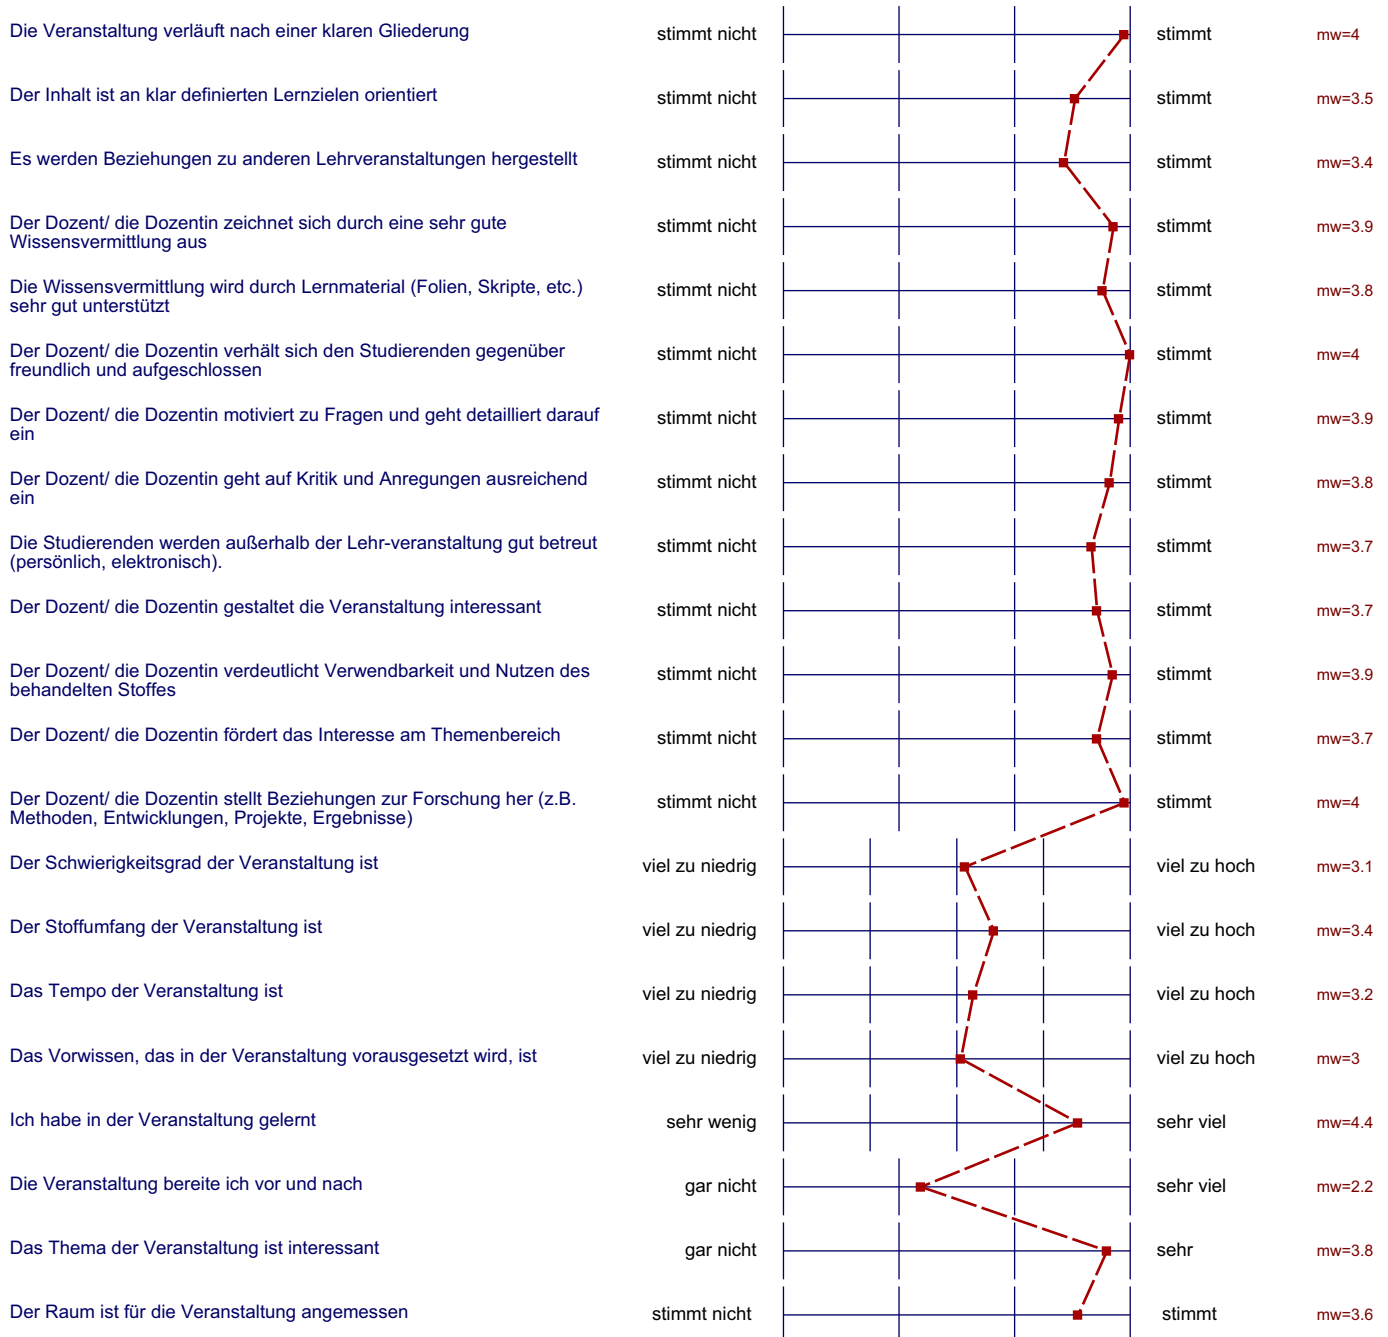 Die Veranstaltung verläuft nach einer klaren Gliederung stimmt nicht stimmt mw=4
Der Inhalt ist an klar definierten Lernzielen orientiert stimmt nicht stimmt mw=3.5
Es werden Beziehungen zu anderen Lehrveranstaltungen hergestellt stimmt nicht stimmt mw=3.4
Der Dozent/ die Dozentin zeichnet sich durch eine sehr gute
Wissensvermittlung aus stimmt nicht stimmt mw=3.9
Die Wissensvermittlung wird durch Lernmaterial (Folien, Skripte, etc.)
sehr gut unterstützt stimmt nicht stimmt mw=3.8
Der Dozent/ die Dozentin verhält sich den Studierenden gegenüber
freundlich und aufgeschlossen stimmt nicht stimmt mw=4
Der Dozent/ die Dozentin motiviert zu Fragen und geht detailliert darauf
ein stimmt nicht stimmt mw=3.9
Der Dozent/ die Dozentin geht auf Kritik und Anregungen ausreichend
ein stimmt nicht stimmt mw=3.8
Die Studierenden werden außerhalb der Lehr-veranstaltung gut betreut
(persönlich, elektronisch). stimmt nicht stimmt mw=3.7
Der Dozent/ die Dozentin gestaltet die Veranstaltung interessant stimmt nicht stimmt mw=3.7
Der Dozent/ die Dozentin verdeutlicht Verwendbarkeit und Nutzen des
behandelten Stoffes stimmt nicht stimmt mw=3.9
Der Dozent/ die Dozentin fördert das Interesse am Themenbereich stimmt nicht stimmt mw=3.7
Der Dozent/ die Dozentin stellt Beziehungen zur Forschung her (z.B.
Methoden, Entwicklungen, Projekte, Ergebnisse) stimmt nicht stimmt mw=4
Der Schwierigkeitsgrad der Veranstaltung ist viel zu niedrig viel zu hoch mw=3.1
Der Stoffumfang der Veranstaltung ist viel zu niedrig viel zu hoch mw=3.4
Das Tempo der Veranstaltung ist viel zu niedrig viel zu hoch mw=3.2
Das Vorwissen, das in der Veranstaltung vorausgesetzt wird, ist viel zu niedrig viel zu hoch mw=3
Ich habe in der Veranstaltung gelernt sehr wenig sehr viel mw=4.4
Die Veranstaltung bereite ich vor und nach gar nicht sehr viel mw=2.2
Das Thema der Veranstaltung ist interessant gar nicht sehr mw=3.8
Der Raum ist für die Veranstaltung angemessen stimmt nicht stimmt mw=3.6